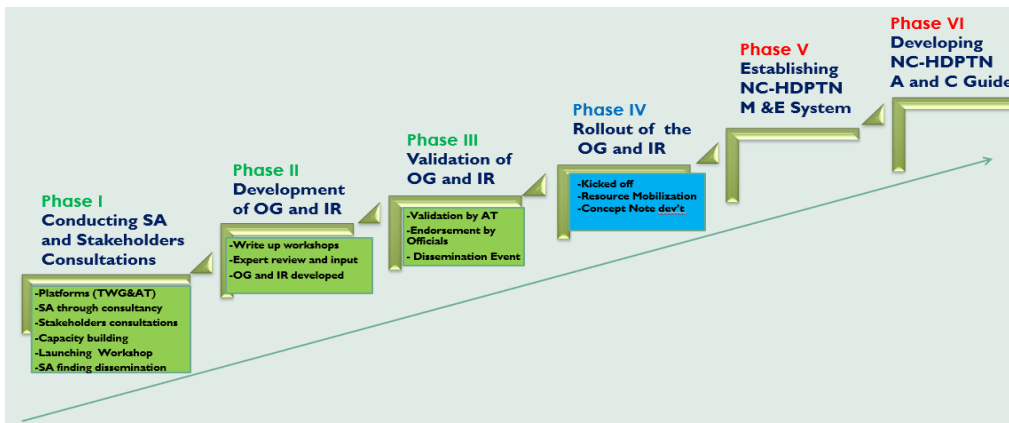 Phase I
Conducting SA
and Stakeholders
Consultations
-Platforms (TWG&AT)
-SA through consultancy
-Stakeholders consultations
-Capacity building
-Launching Workshop
-SA finding dissemination
Phase II
Development
of OG and IR
-Write up workshops
-Expert review and input
-OG and IR developed
Phase III
Validation of
OG and IR
-Validation by AT
-Endorsement by
Officials
- Dissemination Event
Phase IV
Rollout of the
OG and IR
-Kicked off
-Resource Mobilization
-Concept Note dev't
Phase V
Establishing
NC-HDPTN
M &E System
Phase VI
Developing
NC-HDPTN
A and C Guide